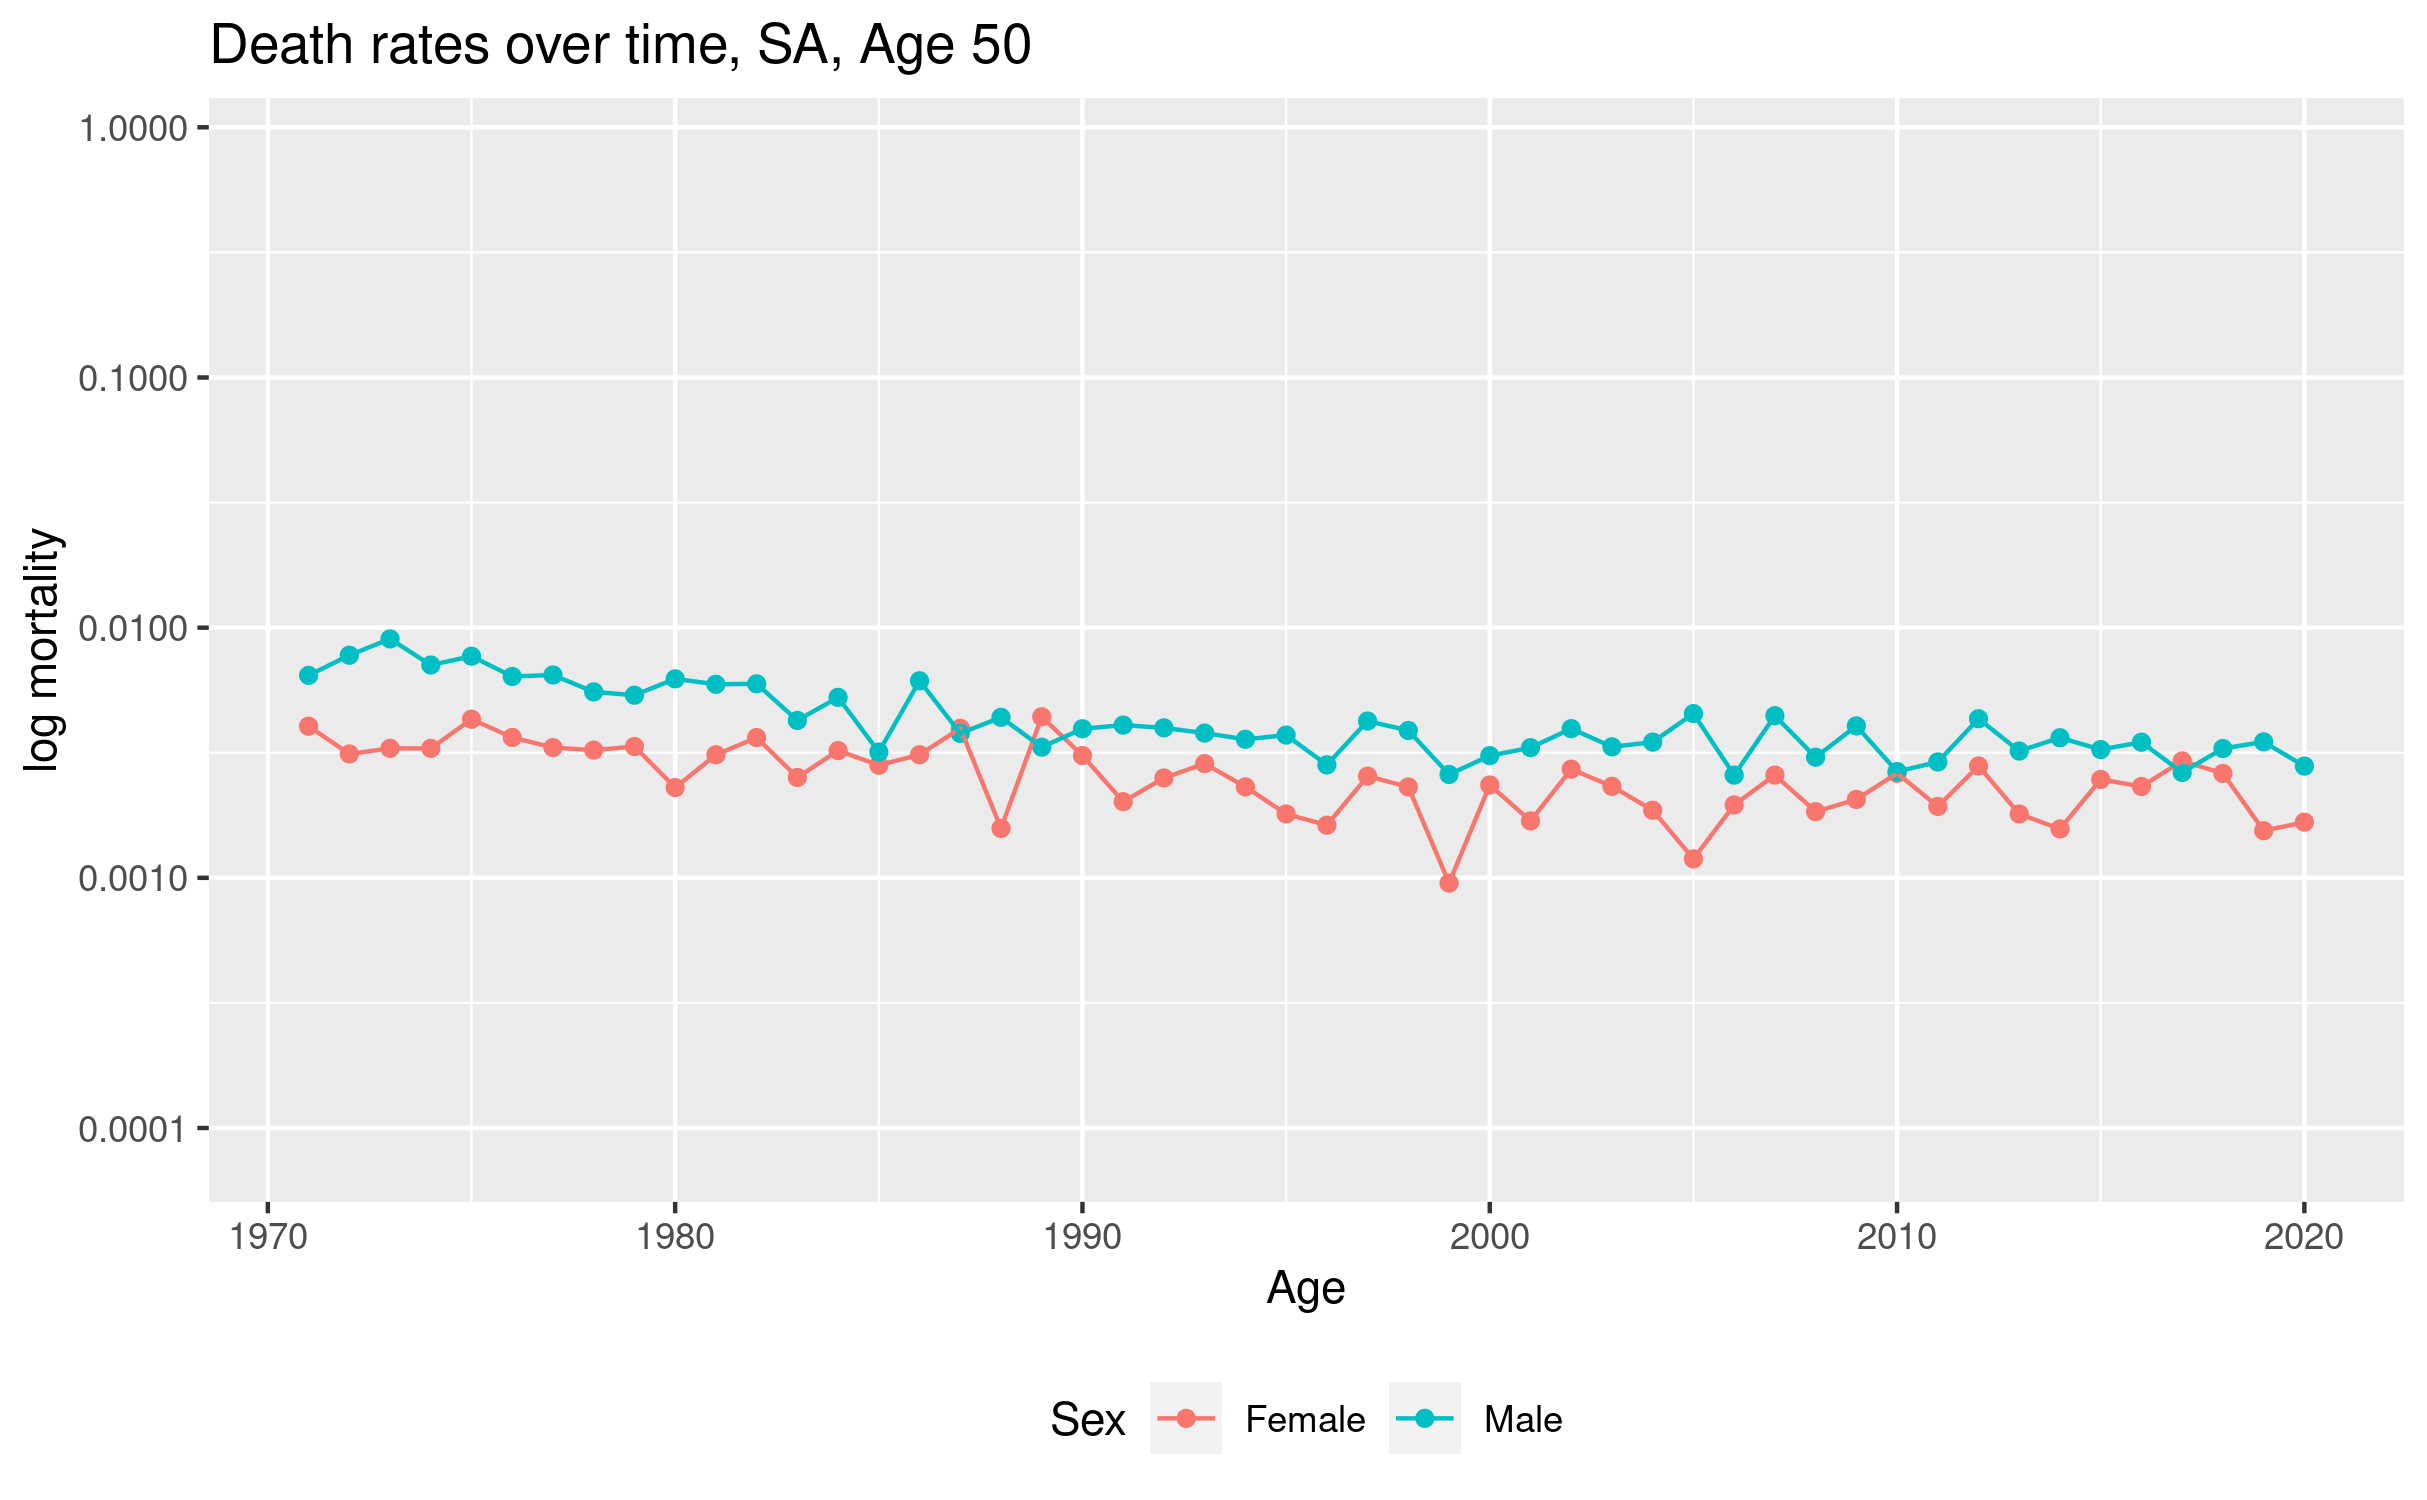 Death rates over time, SA, Age 50
log mortality
1.0000
0.1000
0.0100
0.0010
0.0001
1970 1980 1990 2000 2010 2020
Age
Sex Female Male